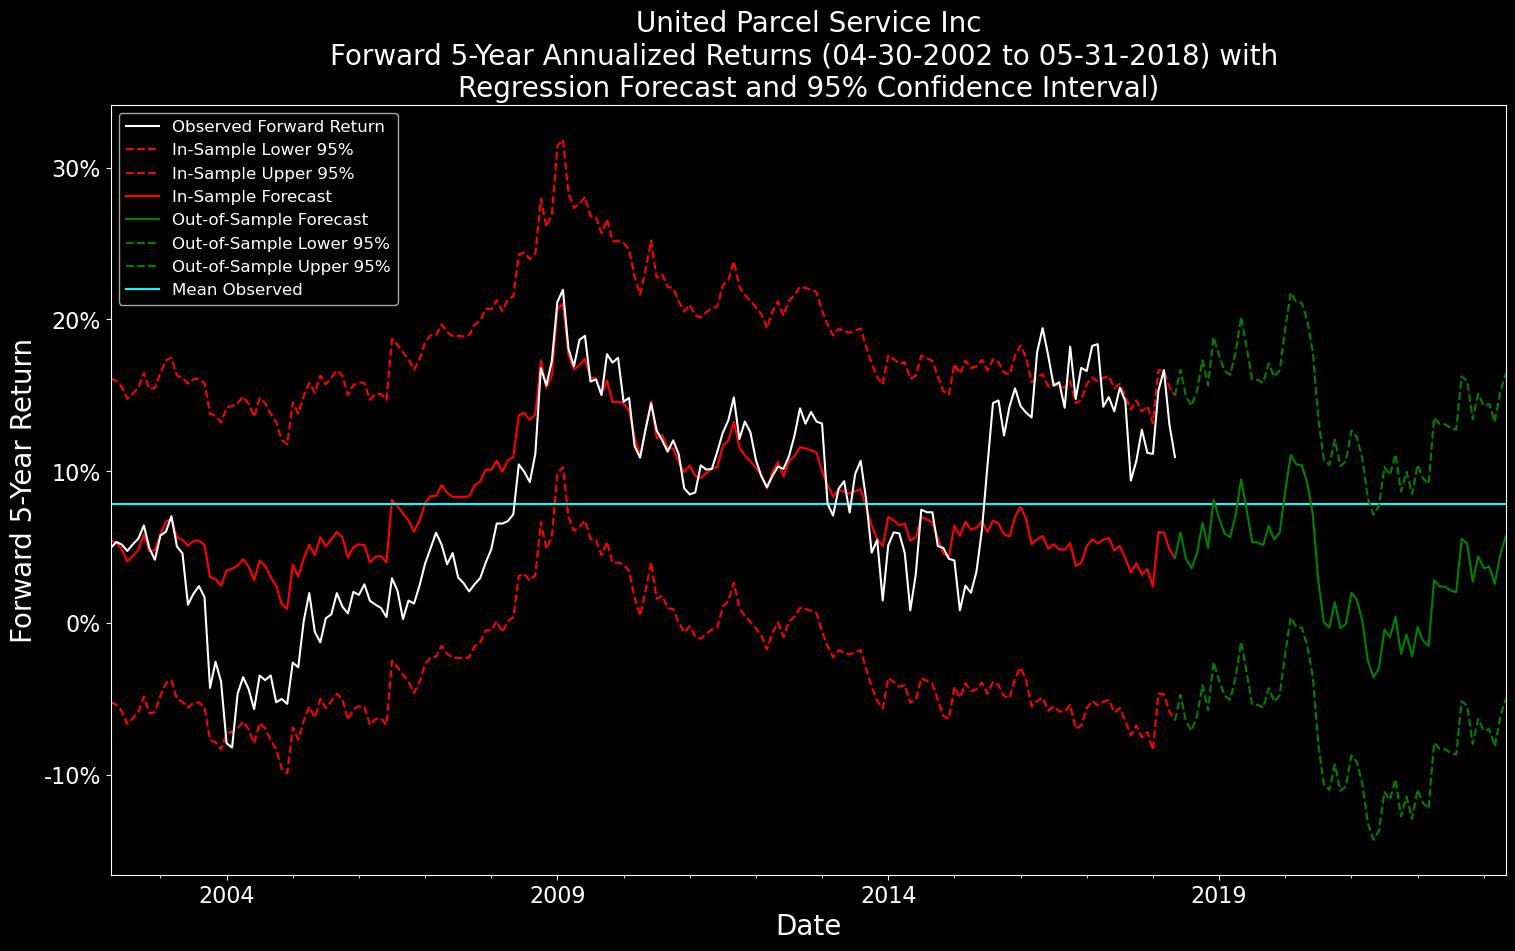 United Parcel Service Inc
Forward 5-Year Annualized Returns (04-30-2002 to 05-31-2018) with
Regression Forecast and 95% Confidence Interval)
Observed Forward Return
In-Sample Lower 95%
In-Sample Upper 95%
In-Sample Forecast
Out-of-Sample Forecast
Out-of-Sample Lower 95%
Out-of-Sample Upper 95%
Mean Observed
Forward 5-Year Return
30%
20%
10%
0%
-10%
2004
2009
2014
2019
Date